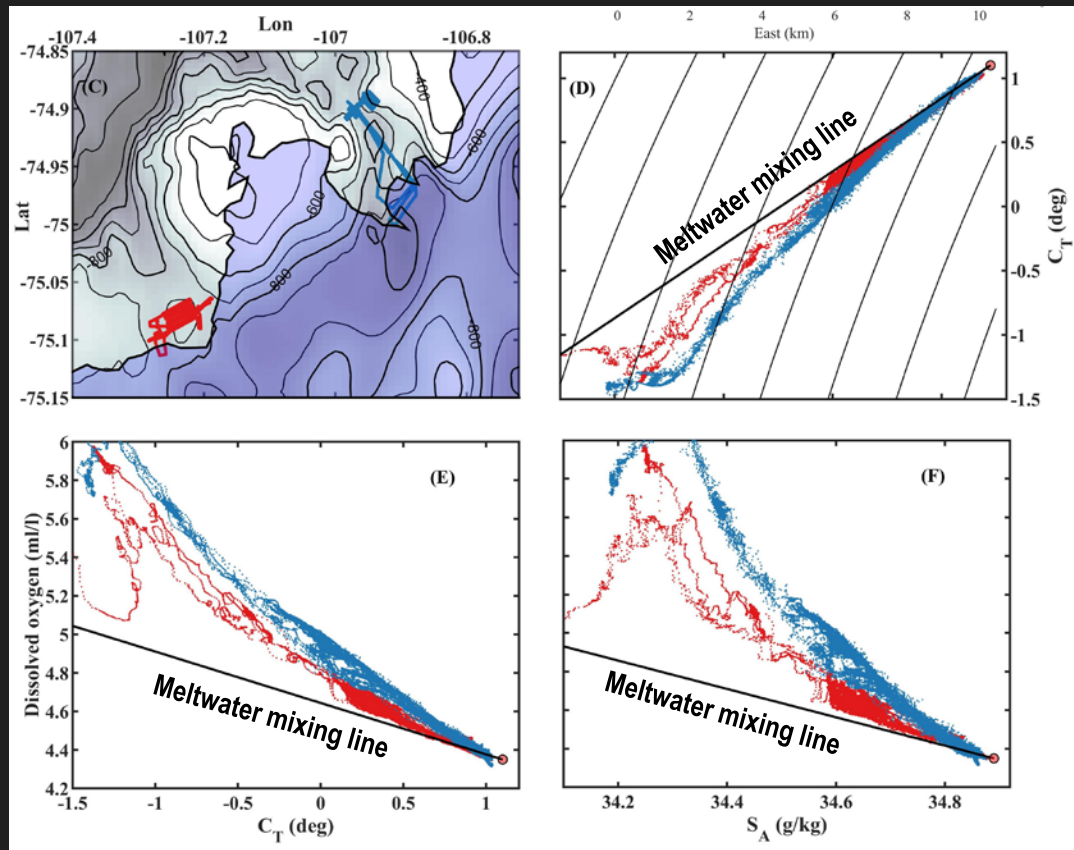 Lon
-107.4 -107.2 -107 -106.8
0 2 4 6 8 10
East (km)
-74.85
-74.9
-74.95
-75
-75.05
-75.1
-75.15
Lat
(C)
-400
-600
-600
-800
-800
-800
(D)
Meltwater mixing line
1
0.5
0
-0.5
-1
-1.5
C_T (deg)
6
5.8
5.6
5.4
5.2
5
4.8
4.6
4.4
4.2
Dissolved oxygen (ml/l)
(E)
Meltwater mixing line
-1.5 -1 -0.5 0 0.5 1
C_T (deg)
(F)
Meltwater mixing line
34.2 34.4 34.6 34.8
S_A (g/kg)